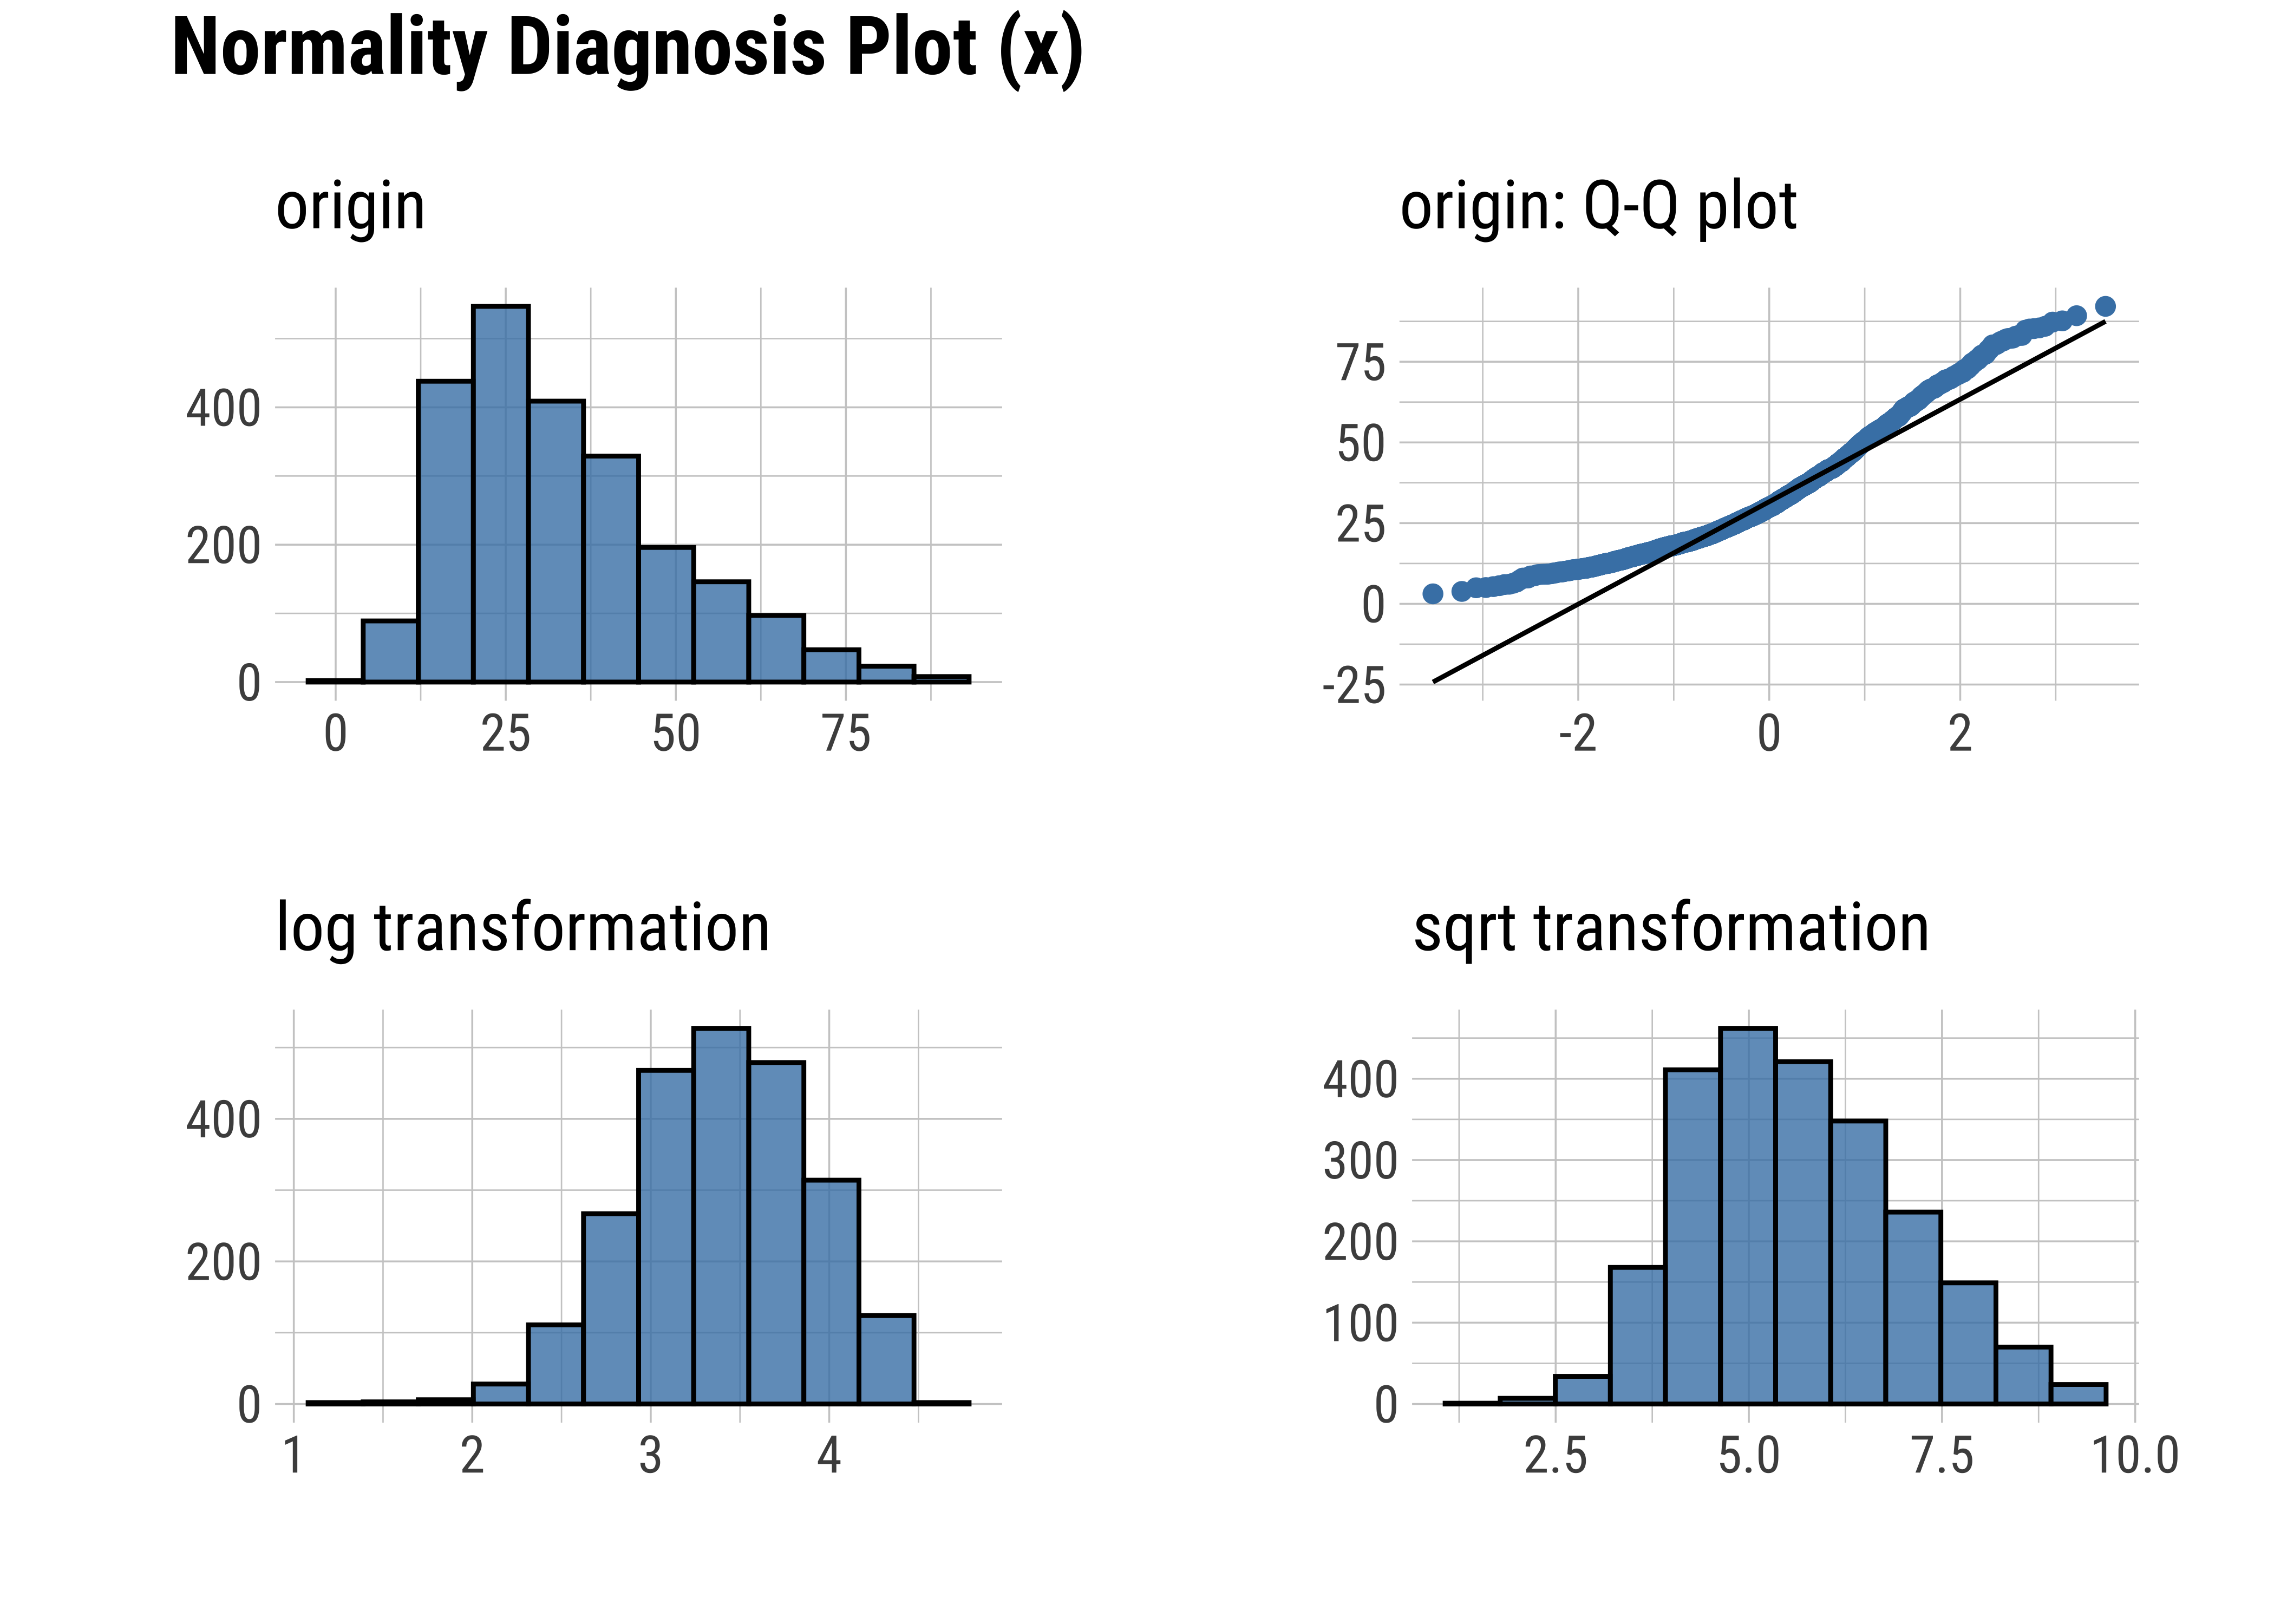 Normality Diagnosis Plot (x)
origin
400
200
0
0 25 50 75
origin: Q-Q plot
75
50
25
0
-25
-2 0 2
log transformation
400
200
0
1 2 3 4
sqrt transformation
400
300
200
100
0
2.5 5.0 7.5 10.0